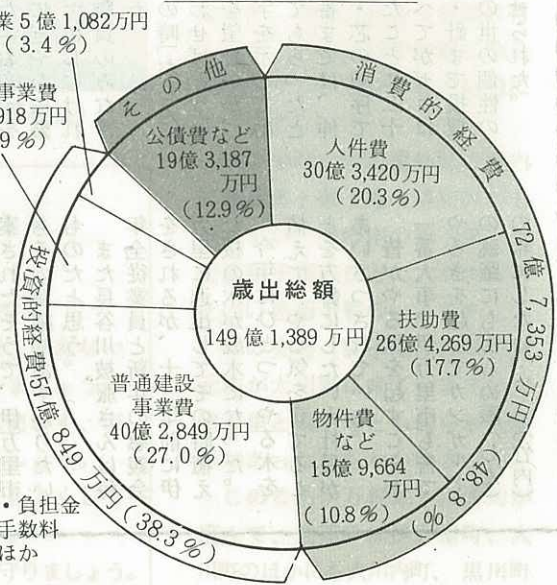 業5億1,082万円
(3.4%)
事業費
918万円
9%)
その他
公債費など
19億3,187
万円
(12.9%)
消費的経費72億7,353万円(48.8%)
人件費
30億3,420万円
(20.3%)
扶助費
26億4,269万円
(17.7%)
物件費
など
15億9,664
万円
(10.8%)
歳出総額
149億1,389万円
普通建設
事業費
40億2,849万円
(27.0%)
投資的経費57億849万円(38.3%)
・負担金
手数料
ほか